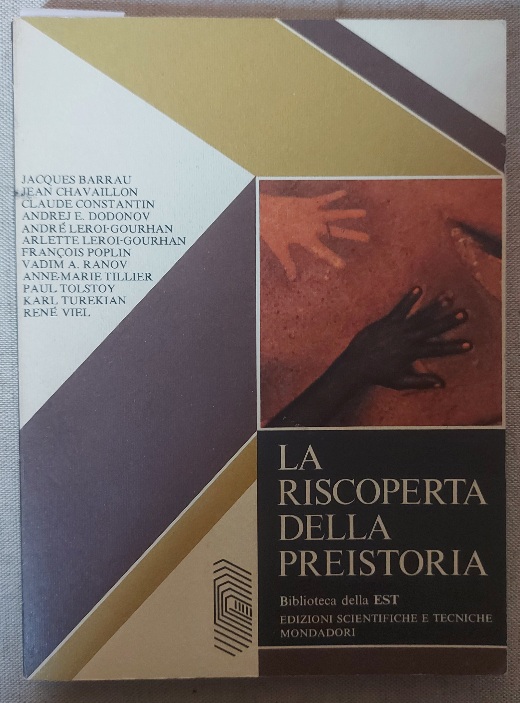 JACQUES BARRAU
JEAN CHAVAILLON
CLAUDE CONSTANTIN
ANDREJ E. DODONOV
ANDRÉ LEROI-GOURHAN
ARLETTE LEROI-GOURHAN
FRANÇOIS POPLIN
VADIM A. RANOV
ANNE-MARIE TILLIER
PAUL TOLSTOY
KARL TUREKIAN
RENÉ VIEL
LA
RISCOPERTA
DELLA
PREISTORIA
Biblioteca della EST
EDIZIONI SCIENTIFICHE E TECNICHE
MONDADORI